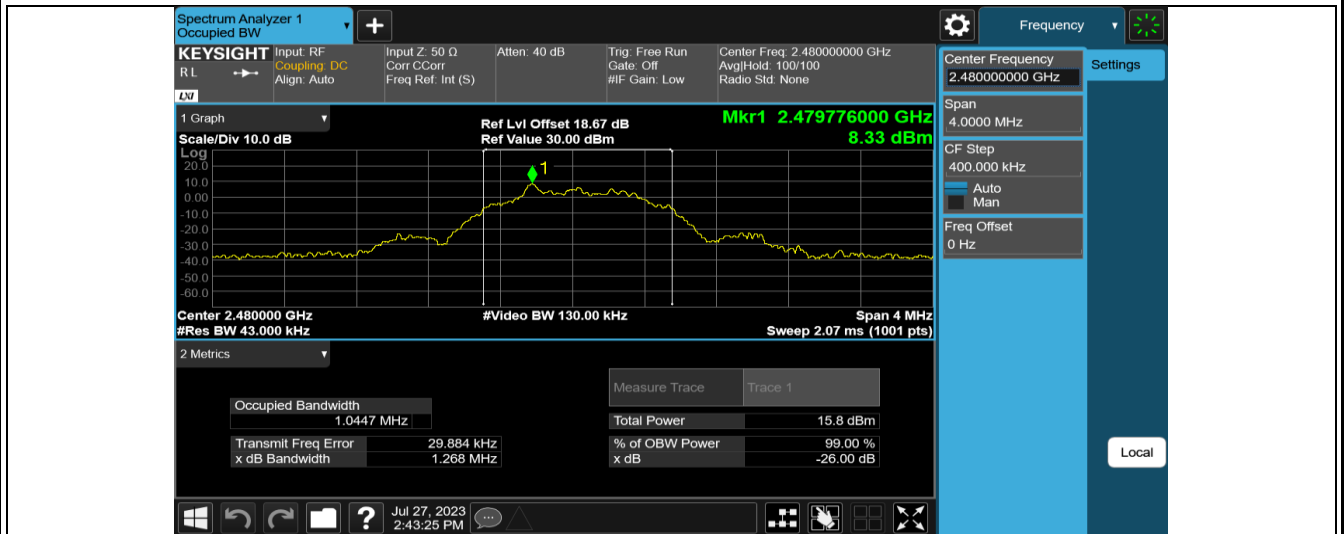 Spectrum Analyzer 1
Occupied BW
Frequency
KEYSIGHT
RL
LXI
Input: RF
Coupling: DC
Align: Auto
Input Z: 50 Ω
Corr CCorr
Freq Ref: Int (S)
Atten: 40 dB
Trig: Free Run
Gate: Off
#IF Gain: Low
Center Freq: 2.480000000 GHz
Avg|Hold: 100/100
Radio Std: None
Center Frequency
2.480000000 GHz
Settings
Span
4.0000 MHz
CF Step
400.000 kHz
Auto
Man
Freq Offset
0 Hz
Local
1 Graph
Scale/Div 10.0 dB
Ref Lvl Offset 18.67 dB
Ref Value 30.00 dBm
Mkr1 2.479776000 GHz
8.33 dBm
Log
1
20.0
10.0
0.00
-10.0
-20.0
-30.0
-40.0
-50.0
-60.0
Center 2.480000 GHz
#Video BW 130.00 kHz
Span 4 MHz
#Res BW 43.000 kHz
Sweep 2.07 ms (1001 pts)
2 Metrics
Measure Trace
Trace 1
Occupied Bandwidth
1.0447 MHz
Total Power
15.8 dBm
Transmit Freq Error
29.884 kHz
% of OBW Power
99.00 %
x dB Bandwidth
1.268 MHz
x dB
-26.00 dB
?
Jul 27, 2023
2:43:25 PM